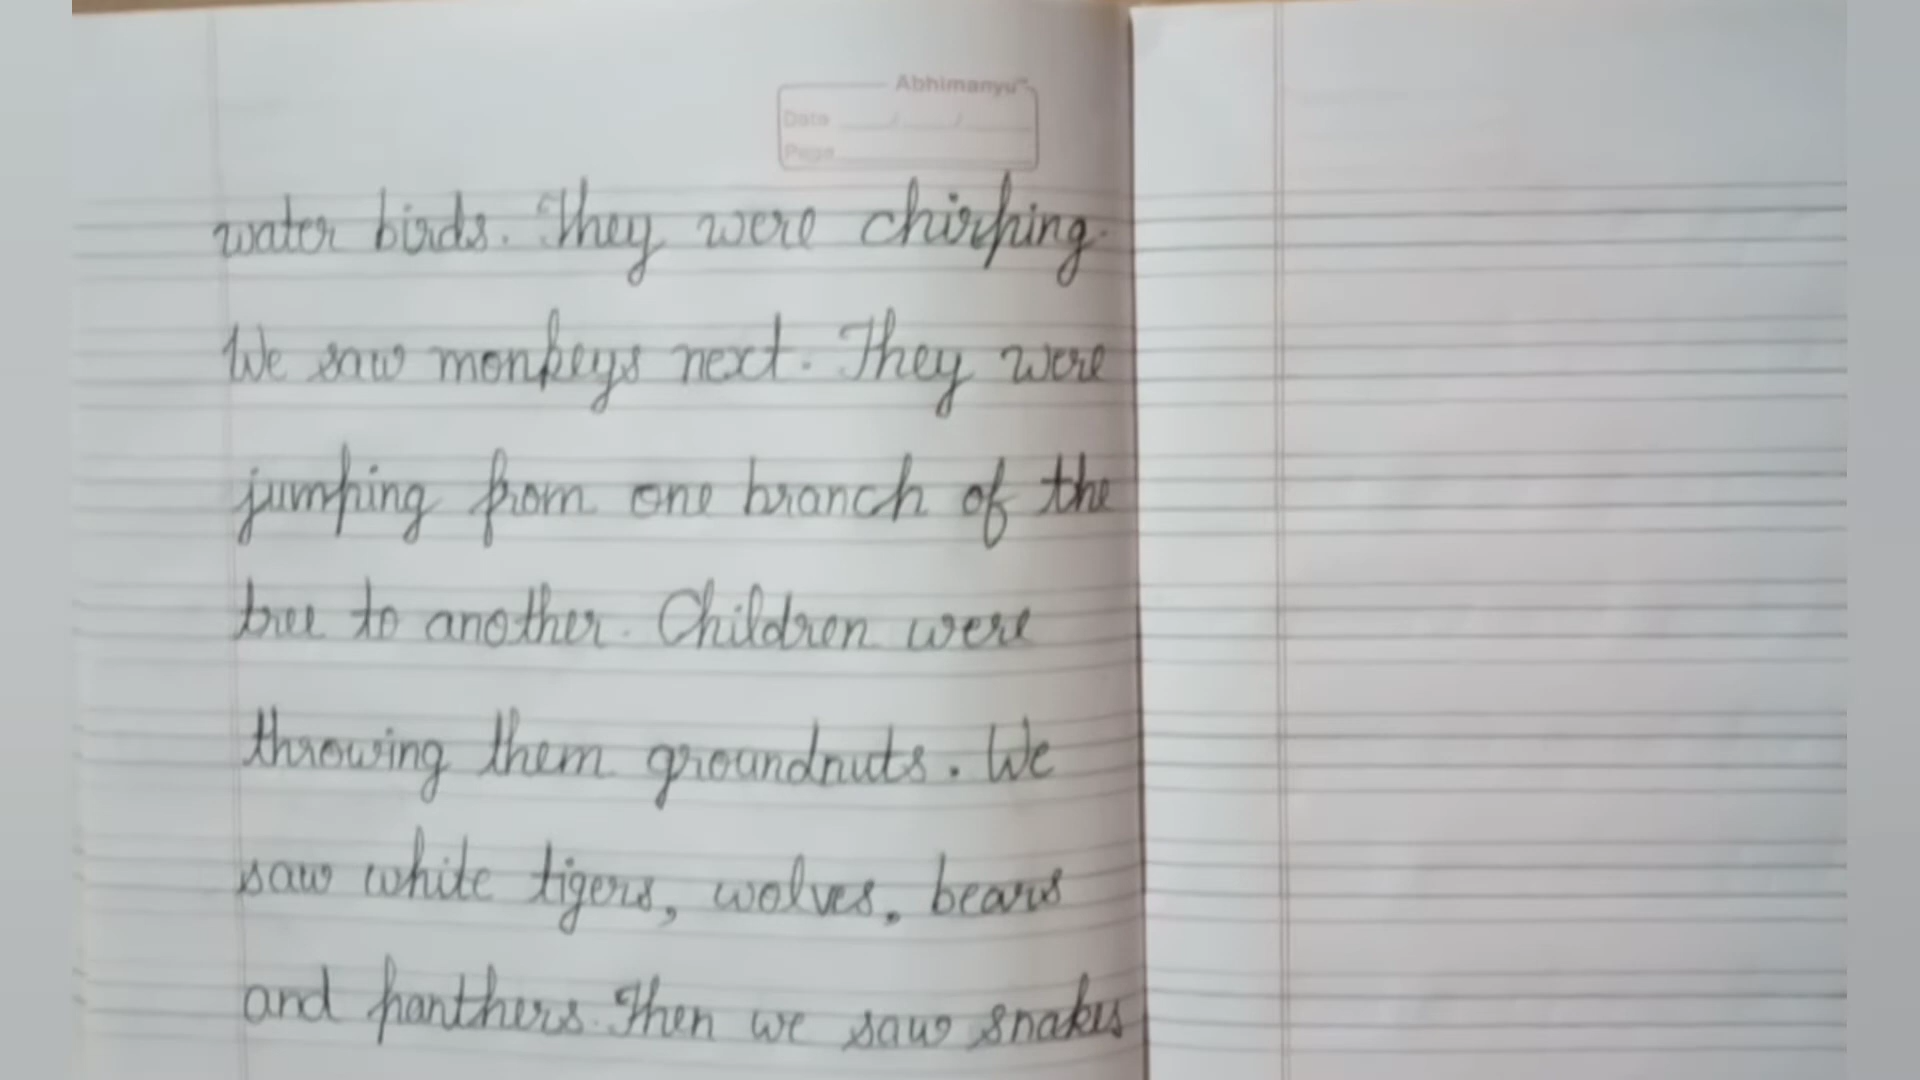 Abhimanyu
Date / /
Page
water birds. They were chirping.
We saw monkeys next. They were
jumping from one branch of the
tree to another. Children were
throwing them groundnuts. We
saw white tigers, wolves, bears
and panthers. Then we saw snakes